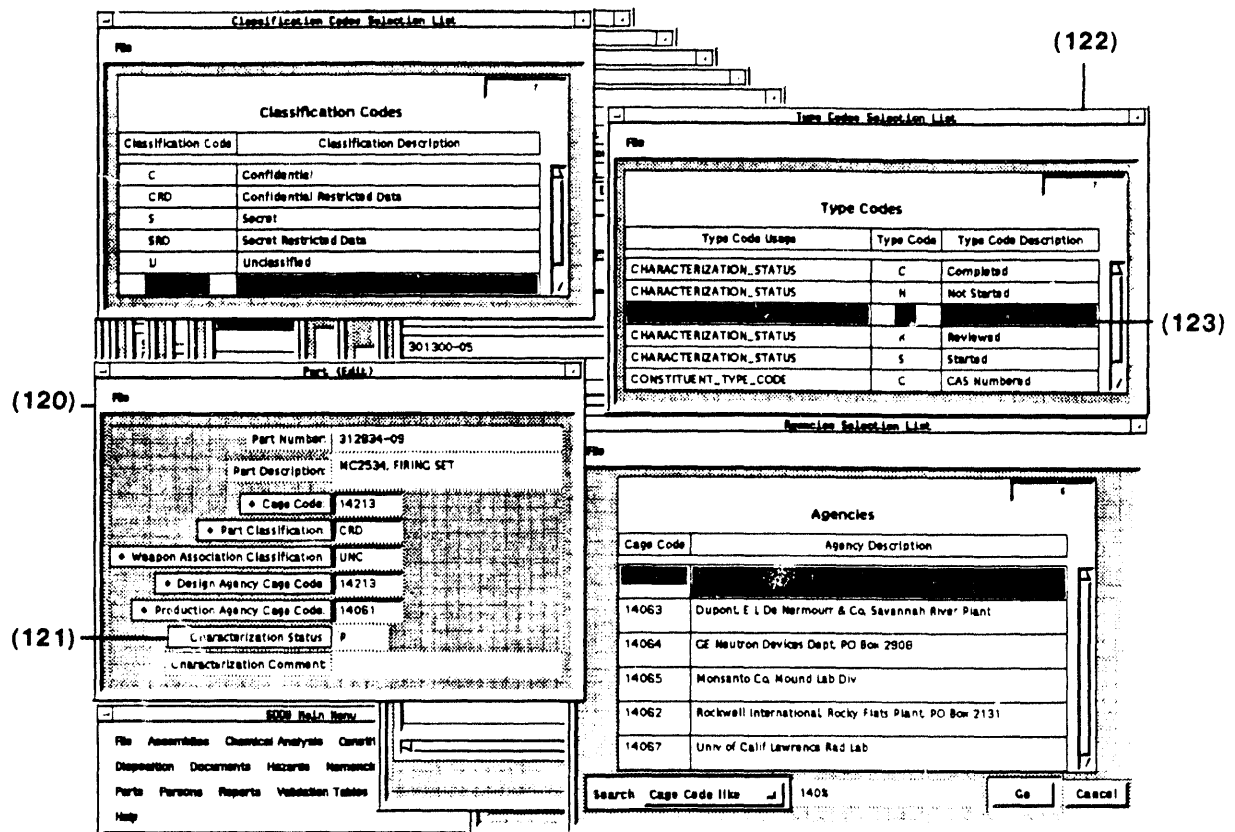 Classification Codes Selection List
File
Classification Codes
Classification Code Classification Description
C Confidential
CRD Confidential Restricted Data
S Secret
SRD Secret Restricted Data
U Unclassified
(122)
Type Codes Selection List
File
Type Codes
Type Code Usage Type Code Type Code Description
CHARACTERIZATION_STATUS C Completed
CHARACTERIZATION_STATUS N Not Started
(123)
CHARACTERIZATION_STATUS Reviewed
CHARACTERIZATION_STATUS S Started
CONSTITUENT_TYPE_CODE C CAS Numbered
301300-05
(120)
Part (Edit)
File
Part Number: 312834-09
Part Description: MC2534, FIRING SET
Cage Code 14213
Part Classification CRD
Weapon Association Classification UNC
Design Agency Cage Code 14213
Production Agency Cage Code 14061
(121)
Characterization Status P
Characterization Comment
Agencies Selection List
File
Agencies
Cage Code Agency Description
14063 Dupont, E I, De Nermourr & Co, Savannah River Plant
14064 GE Neutron Devices Dept, PO Box 2908
14065 Monsanto Co, Mound Lab Div
14062 Rockwell International, Rocky Flats Plant, PO Box 2131
14067 Univ of Calif Lawrence Rad Lab
Search Cage Code like 140% Go Cancel
Main Menu
File Assemblies Chemical Analysis Constit
Disposition Documents Hazards Nomencl
Parts Persons Reports Validation Tables
Help